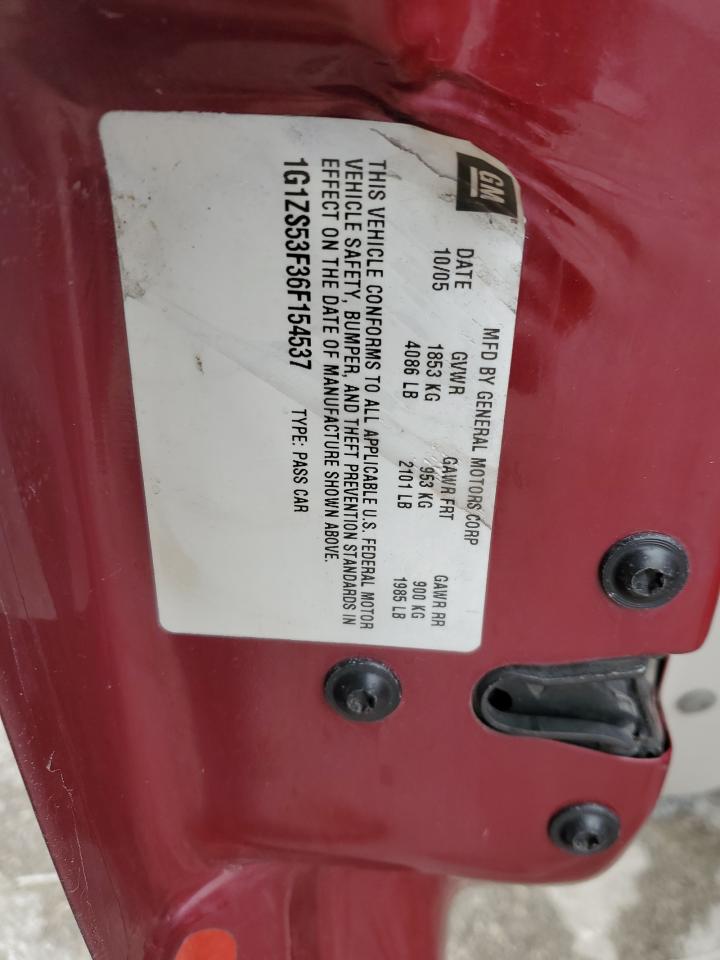 GM
MFD BY GENERAL MOTORS CORP
DATE GVWR GAWR FRT GAWR RR
10/05 1853 KG 953 KG 900 KG
4086 LB 2101 LB 1985 LB
THIS VEHICLE CONFORMS TO ALL APPLICABLE U.S. FEDERAL MOTOR
VEHICLE SAFETY, BUMPER, AND THEFT PREVENTION STANDARDS IN
EFFECT ON THE DATE OF MANUFACTURE SHOWN ABOVE.
1G1ZS53F36F154537 TYPE: PASS CAR